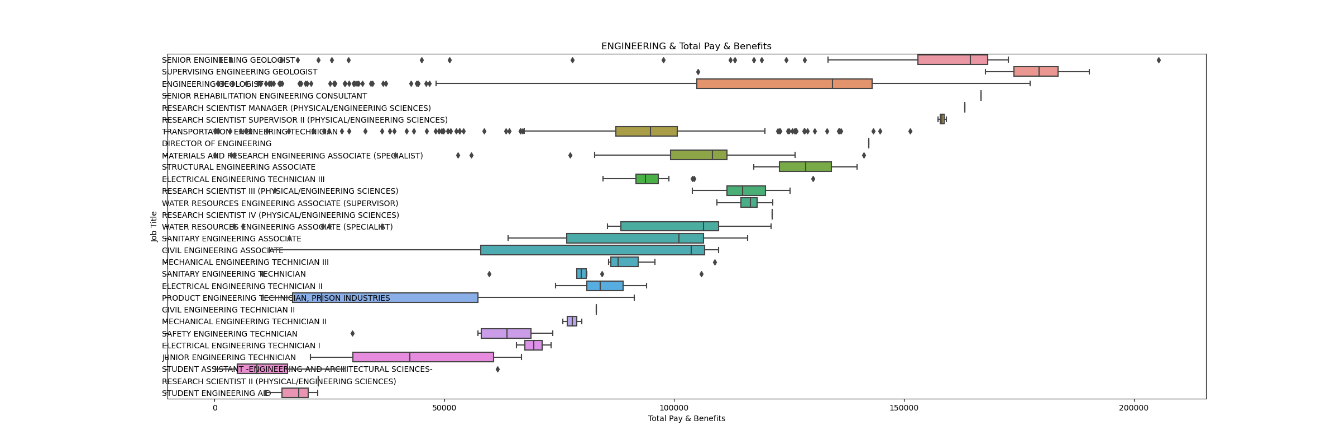 ENGINEERING & Total Pay & Benefits
SENIOR ENGINEERING GEOLOGIST
SUPERVISING ENGINEERING GEOLOGIST
ENGINEERING GEOLOGIST
SENIOR REHABILITATION ENGINEERING CONSULTANT
RESEARCH SCIENTIST MANAGER (PHYSICAL/ENGINEERING SCIENCES)
RESEARCH SCIENTIST SUPERVISOR II (PHYSICAL/ENGINEERING SCIENCES)
TRANSPORTATION ENGINEERING TECHNICIAN
DIRECTOR OF ENGINEERING
MATERIALS AND RESEARCH ENGINEERING ASSOCIATE (SPECIALIST)
STRUCTURAL ENGINEERING ASSOCIATE
ELECTRICAL ENGINEERING TECHNICIAN III
RESEARCH SCIENTIST III (PHYSICAL/ENGINEERING SCIENCES)
WATER RESOURCES ENGINEERING ASSOCIATE (SUPERVISOR)
RESEARCH SCIENTIST IV (PHYSICAL/ENGINEERING SCIENCES)
WATER RESOURCES ENGINEERING ASSOCIATE (SPECIALIST)
SANITARY ENGINEERING ASSOCIATE
CIVIL ENGINEERING ASSOCIATE
MECHANICAL ENGINEERING TECHNICIAN III
SANITARY ENGINEERING TECHNICIAN
ELECTRICAL ENGINEERING TECHNICIAN II
PRODUCT ENGINEERING TECHNICIAN, PRISON INDUSTRIES
CIVIL ENGINEERING TECHNICIAN II
MECHANICAL ENGINEERING TECHNICIAN II
SAFETY ENGINEERING TECHNICIAN
ELECTRICAL ENGINEERING TECHNICIAN I
JUNIOR ENGINEERING TECHNICIAN
STUDENT ASSISTANT -ENGINEERING AND ARCHITECTURAL SCIENCES-
RESEARCH SCIENTIST II (PHYSICAL/ENGINEERING SCIENCES)
STUDENT ENGINEERING AID
Job Title
0 50000 100000 150000 200000
Total Pay & Benefits